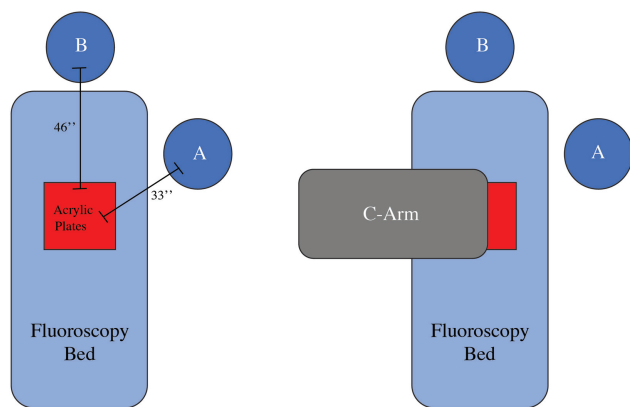 B
46’’
A
33’’
Acrylic
Plates
Fluoroscopy
Bed
B
A
C-Arm
Fluoroscopy
Bed